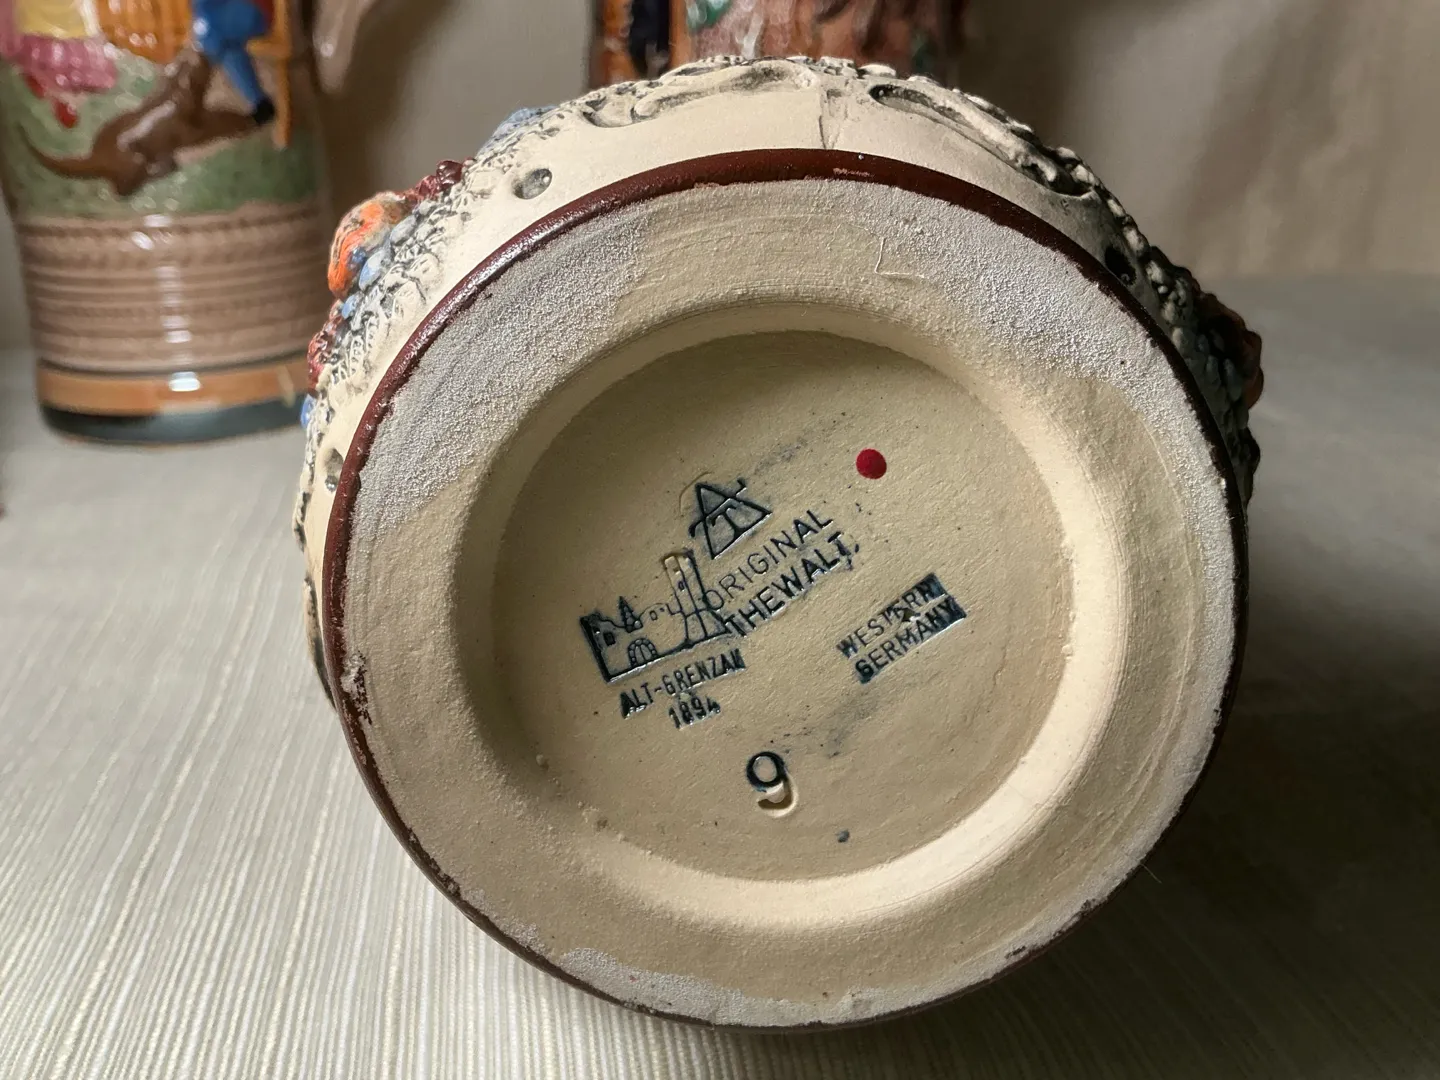 ORIGINAL
THEWALT
ALT-GRENZAU
1894
WESTERN
GERMANY
9